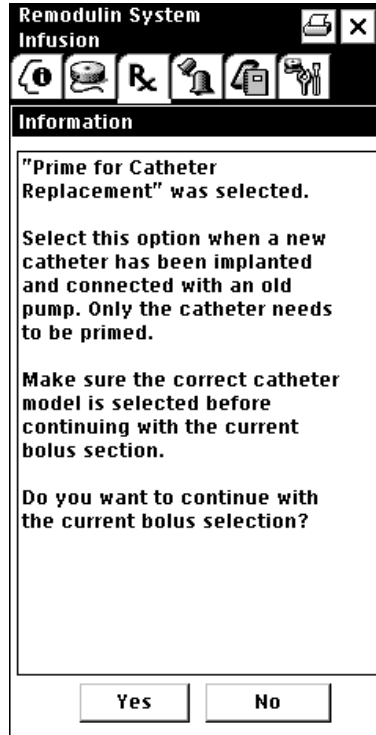 Remodulin System
Infusion
Rx
Information
"Prime for Catheter
Replacement" was selected.
Select this option when a new
catheter has been implanted
and connected with an old
pump. Only the catheter needs
to be primed.
Make sure the correct catheter
model is selected before
continuing with the current
bolus section.
Do you want to continue with
the current bolus selection?
Yes No